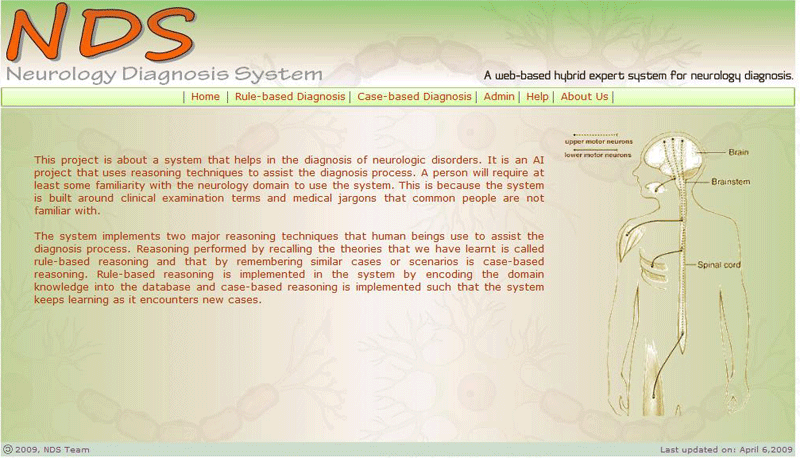 NDS
Neurology Diagnosis System
A web-based hybrid expert system for neurology diagnosis.
| Home | Rule-based Diagnosis | Case-based Diagnosis | Admin | Help | About Us |
This project is about a system that helps in the diagnosis of neurologic disorders. It is an AI
project that uses reasoning techniques to assist the diagnosis process. A person will require at
least some familiarity with the neurology domain to use the system. This is because the system
is built around clinical examination terms and medical jargons that common people are not
familiar with.
The system implements two major reasoning techniques that human beings use to assist the
diagnosis process. Reasoning performed by recalling the theories that we have learnt is called
rule-based reasoning and that by remembering similar cases or scenarios is case-based
reasoning. Rule-based reasoning is implemented in the system by encoding the domain
knowledge into the database and case-based reasoning is implemented such that the system
keeps learning as it encounters new cases.
upper motor neurons
lower motor neurons
Brain
Brainstem
Spinal cord
© 2009, NDS Team
Last updated on: April 6,2009